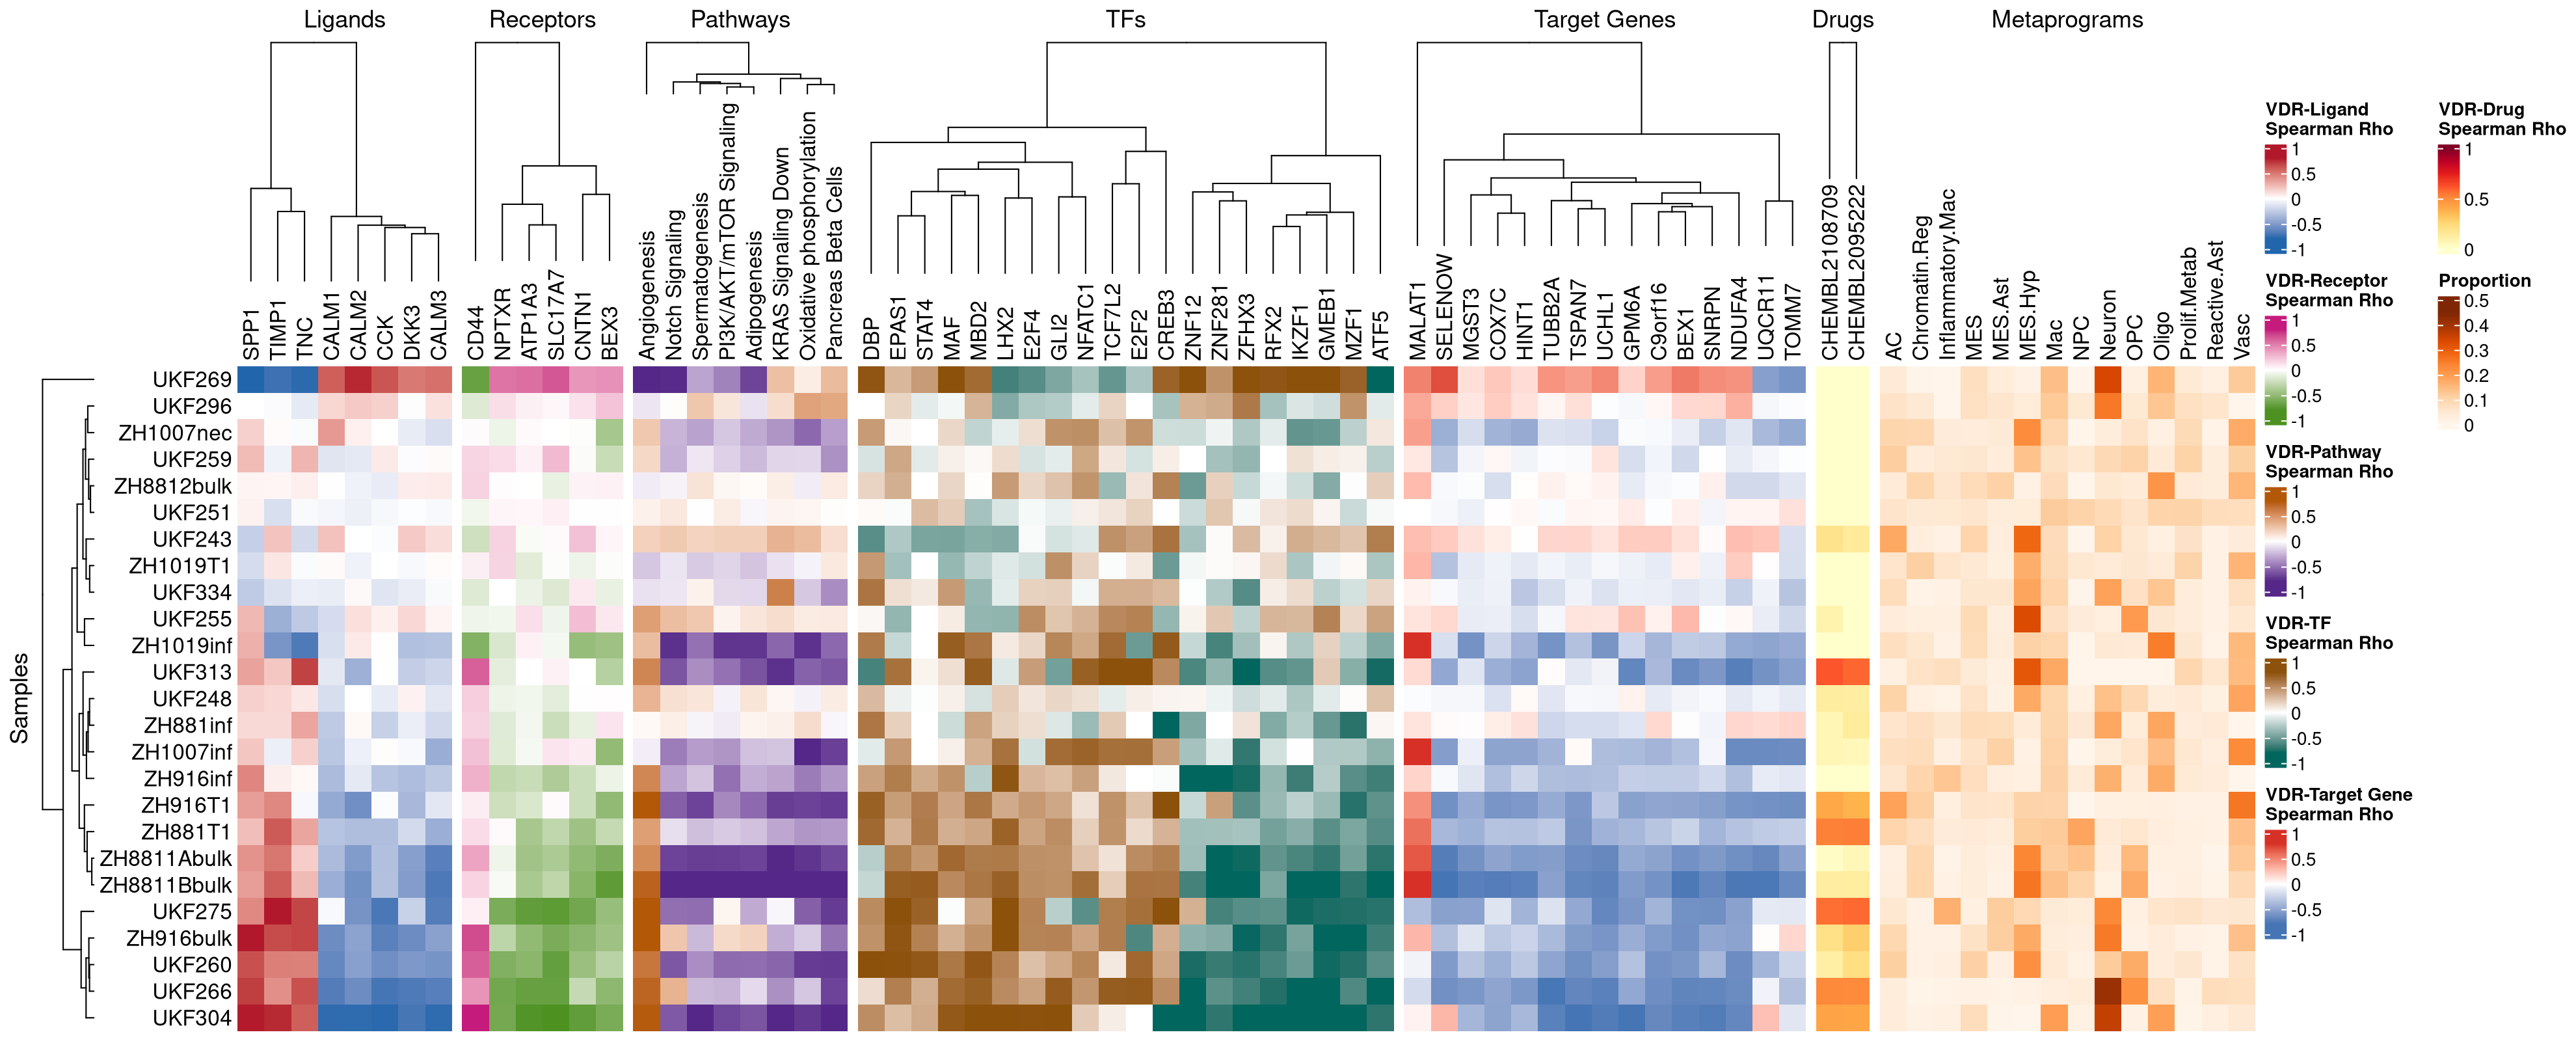 Ligands
Receptors
Pathways
TFs
Target Genes
Drugs
Metaprograms
SPP1
TIMP1
TNC
CALM1
CALM2
CCK
DKK3
CALM3
CD44
NPTXR
ATP1A3
SLC17A7
CNTN1
BEX3
Angiogenesis
Notch Signaling
Spermatogenesis
PI3K/AKT/mTOR Signaling
Adipogenesis
KRAS Signaling Down
Oxidative phosphorylation
Pancreas Beta Cells
DBP
EPAS1
STAT4
MAF
MBD2
LHX2
E2F4
GLI2
NFATC1
TCF7L2
E2F2
CREB3
ZNF12
ZNF281
ZFHX3
RFX2
IKZF1
GMEB1
MZF1
ATF5
MALAT1
SELENOW
MGST3
COX7C
HINT1
TUBB2A
TSPAN7
UCHL1
GPM6A
C9orf16
BEX1
SNRPN
NDUFA4
UQCR11
TOMM7
CHEMBL2108709
CHEMBL2095222
AC
Chromatin.Reg
Inflammatory.Mac
MES
MES.Ast
MES.Hyp
Mac
NPC
Neuron
OPC
Oligo
Prolif.Metab
Reactive.Ast
Vasc
Samples
UKF269
UKF296
ZH1007nec
UKF259
ZH8812bulk
UKF251
UKF243
ZH1019T1
UKF334
UKF255
ZH1019inf
UKF313
UKF248
ZH881inf
ZH1007inf
ZH916inf
ZH916T1
ZH881T1
ZH8811Abulk
ZH8811Bbulk
UKF275
ZH916bulk
UKF260
UKF266
UKF304
VDR-Ligand
Spearman Rho
1
0.5
0
-0.5
-1
VDR-Receptor
Spearman Rho
1
0.5
0
-0.5
-1
VDR-Pathway
Spearman Rho
1
0.5
0
-0.5
-1
VDR-TF
Spearman Rho
1
0.5
0
-0.5
-1
VDR-Target Gene
Spearman Rho
1
0.5
0
-0.5
-1
VDR-Drug
Spearman Rho
1
0.5
0
Proportion
0.5
0.4
0.3
0.2
0.1
0